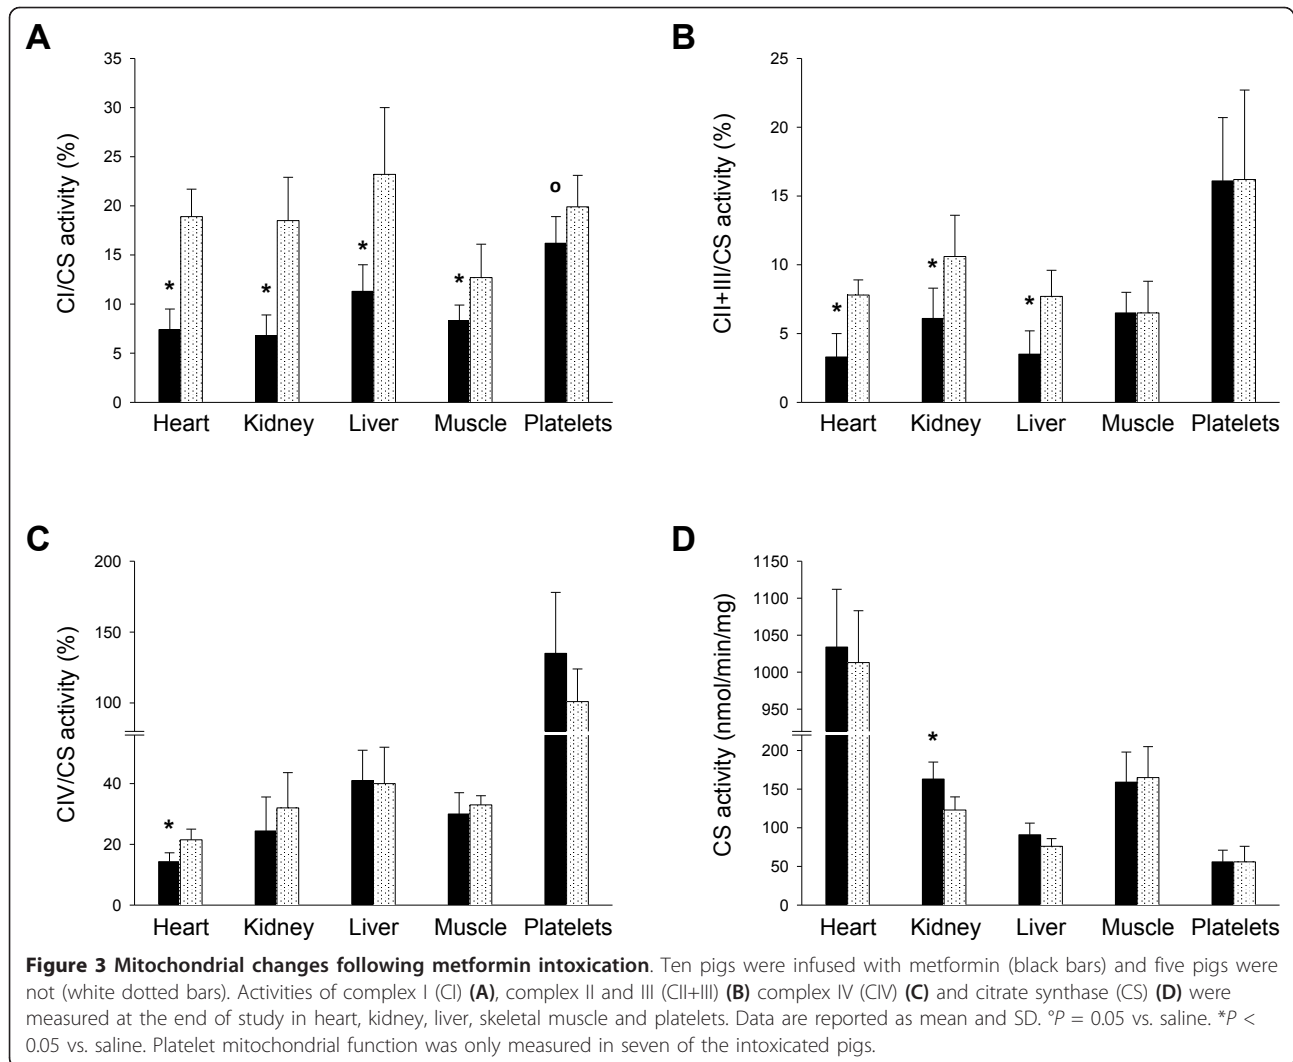 A
CI/CS activity (%)
35
30
25
20
15
10
5
0
* * * * o
Heart Kidney Liver Muscle Platelets
B
CII+III/CS activity (%)
25
20
15
10
5
0
* * *
Heart Kidney Liver Muscle Platelets
C
CIV/CS activity (%)
200
150
100
40
20
0
*
Heart Kidney Liver Muscle Platelets
D
CS activity (nmol/min/mg)
1150
1100
1050
1000
950
200
150
100
50
0
*
Heart Kidney Liver Muscle Platelets
Figure 3 Mitochondrial changes following metformin intoxication. Ten pigs were infused with metformin (black bars) and five pigs were
not (white dotted bars). Activities of complex I (CI) (A), complex II and III (CII+III) (B) complex IV (CIV) (C) and citrate synthase (CS) (D) were
measured at the end of study in heart, kidney, liver, skeletal muscle and platelets. Data are reported as mean and SD. °P = 0.05 vs. saline. *P <
0.05 vs. saline. Platelet mitochondrial function was only measured in seven of the intoxicated pigs.